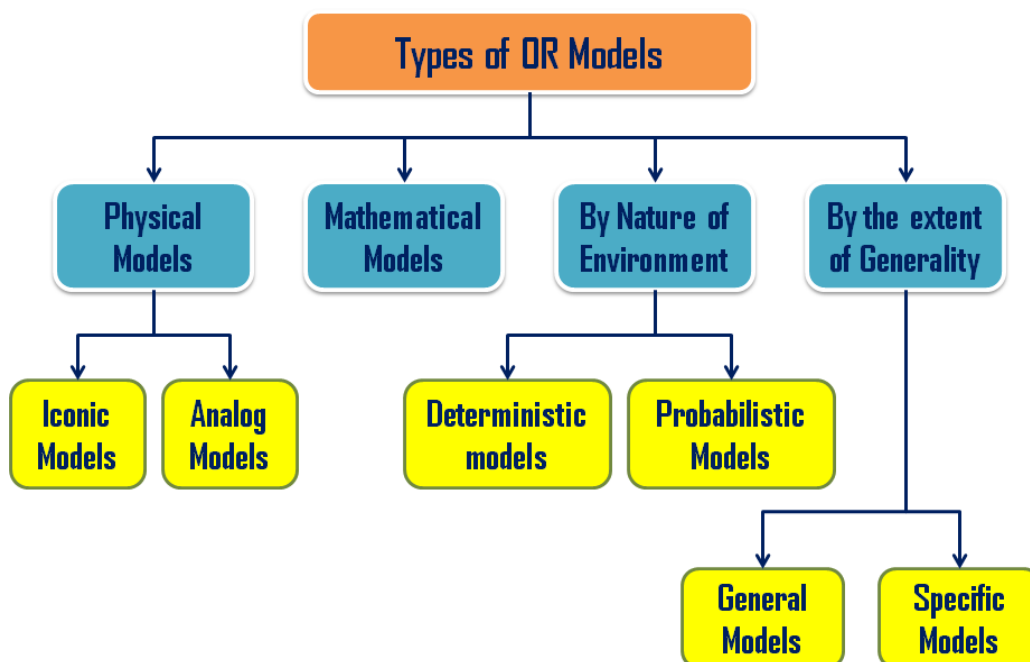 Types of OR Models
Physical
Models
Mathematical
Models
By Nature of
Environment
By the extent
of Generality
Iconic
Models
Analog
Models
Deterministic
models
Probabilistic
Models
General
Models
Specific
Models